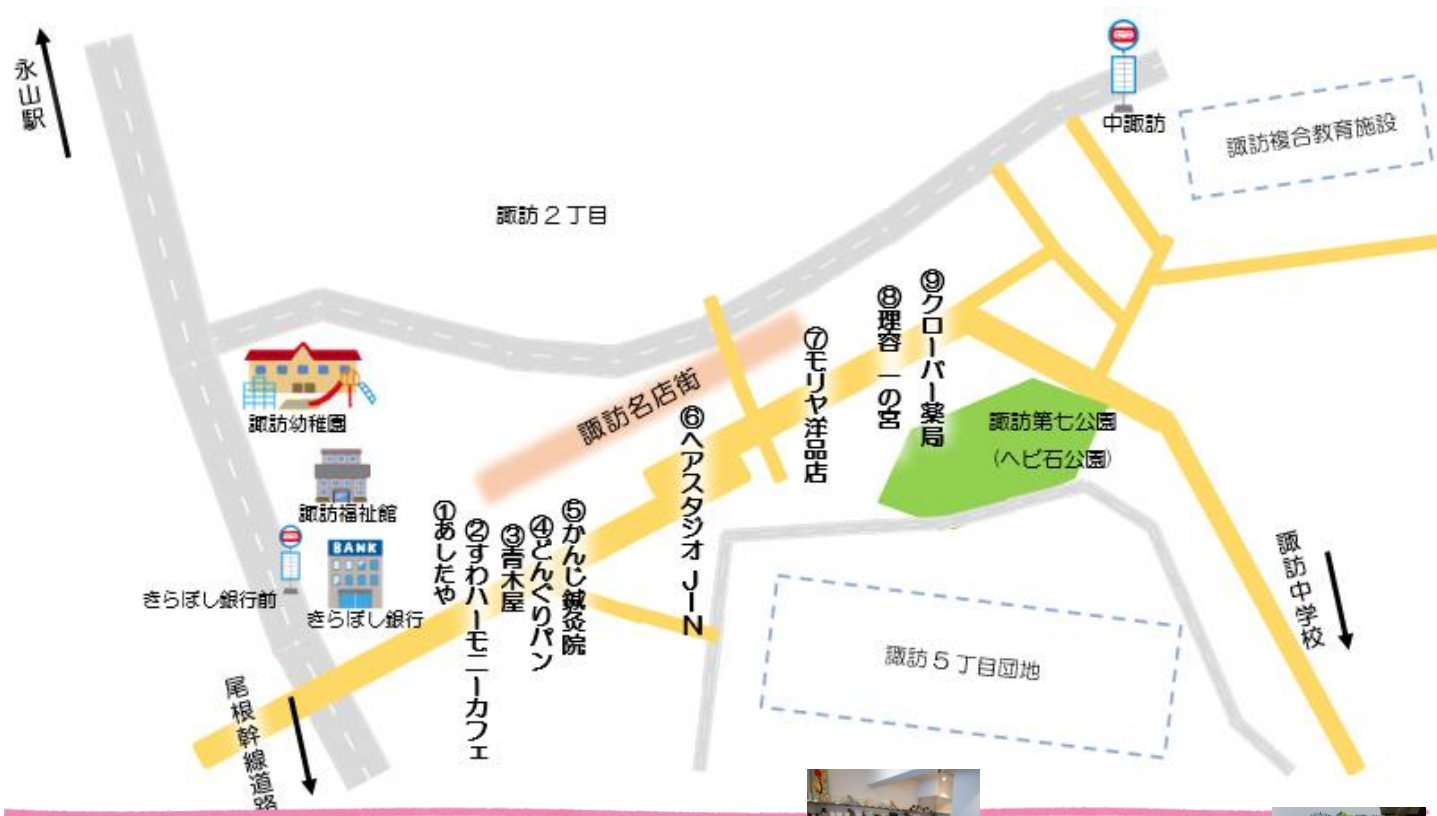 永山駅
中諏訪
諏訪複合教育施設
諏訪2丁目
諏訪幼稚園
諏訪福祉館
BANK
きらぼし銀行前
きらぼし銀行
尾根幹線道路
諏訪名店街
①あしたや
②すわハーモニーカフェ
③青木屋
④どんぐりパン
⑤かんじ鍼灸院
⑥ヘアスタジオ JIN
⑦モリヤ洋品店
⑧理容 一の宮
⑨クローバー薬局
諏訪第七公園
(ヘビ石公園)
諏訪5丁目団地
諏訪中学校